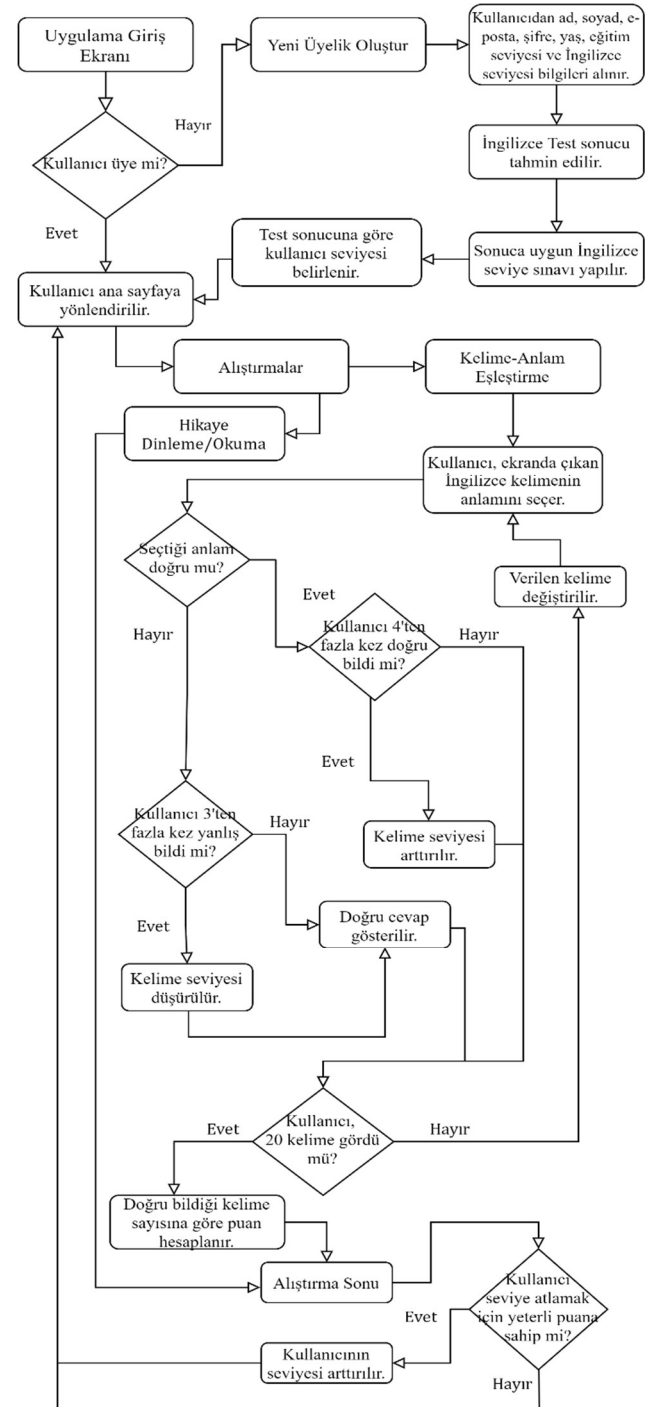 Uygulama Giriş
Ekranı
Yeni Üyelik Oluştur
Kullanıcıdan ad, soyad, e-
posta, şifre, yaş, eğitim
seviyesi ve İngilizce
seviyesi bilgileri alınır.
Hayır
Kullanıcı üye mi?
İngilizce Test sonucu
tahmin edilir.
Evet
Test sonucuna göre
kullanıcı seviyesi
belirlenir.
Sonuca uygun İngilizce
seviye sınavı yapılır.
Kullanıcı ana sayfaya
yönlendirilir.
Alıştırmalar
Kelime-Anlam
Eşleştirme
Hikaye
Dinleme/Okuma
Kullanıcı, ekranda çıkan
İngilizce kelimenin
anlamını seçer.
Seçtiği anlam
doğru mu?
Verilen kelime
değiştirilir.
Evet
Hayır
Kullanıcı 4'ten
fazla kez doğru
bildi mi?
Hayır
Evet
Kullanıcı 3'ten
fazla kez yanlış
bildi mi?
Hayır
Kelime seviyesi
arttırılır.
Evet
Doğru cevap
gösterilir.
Kelime seviyesi
düşürülür.
Kullanıcı,
20 kelime gördü
mü?
Evet
Hayır
Doğru bildiği kelime
sayısına göre puan
hesaplanır.
Alıştırma Sonu
Kullanıcı
seviye atlamak
için yeterli puana
sahip mi?
Evet
Kullanıcının
seviyesi arttırılır.
Hayır